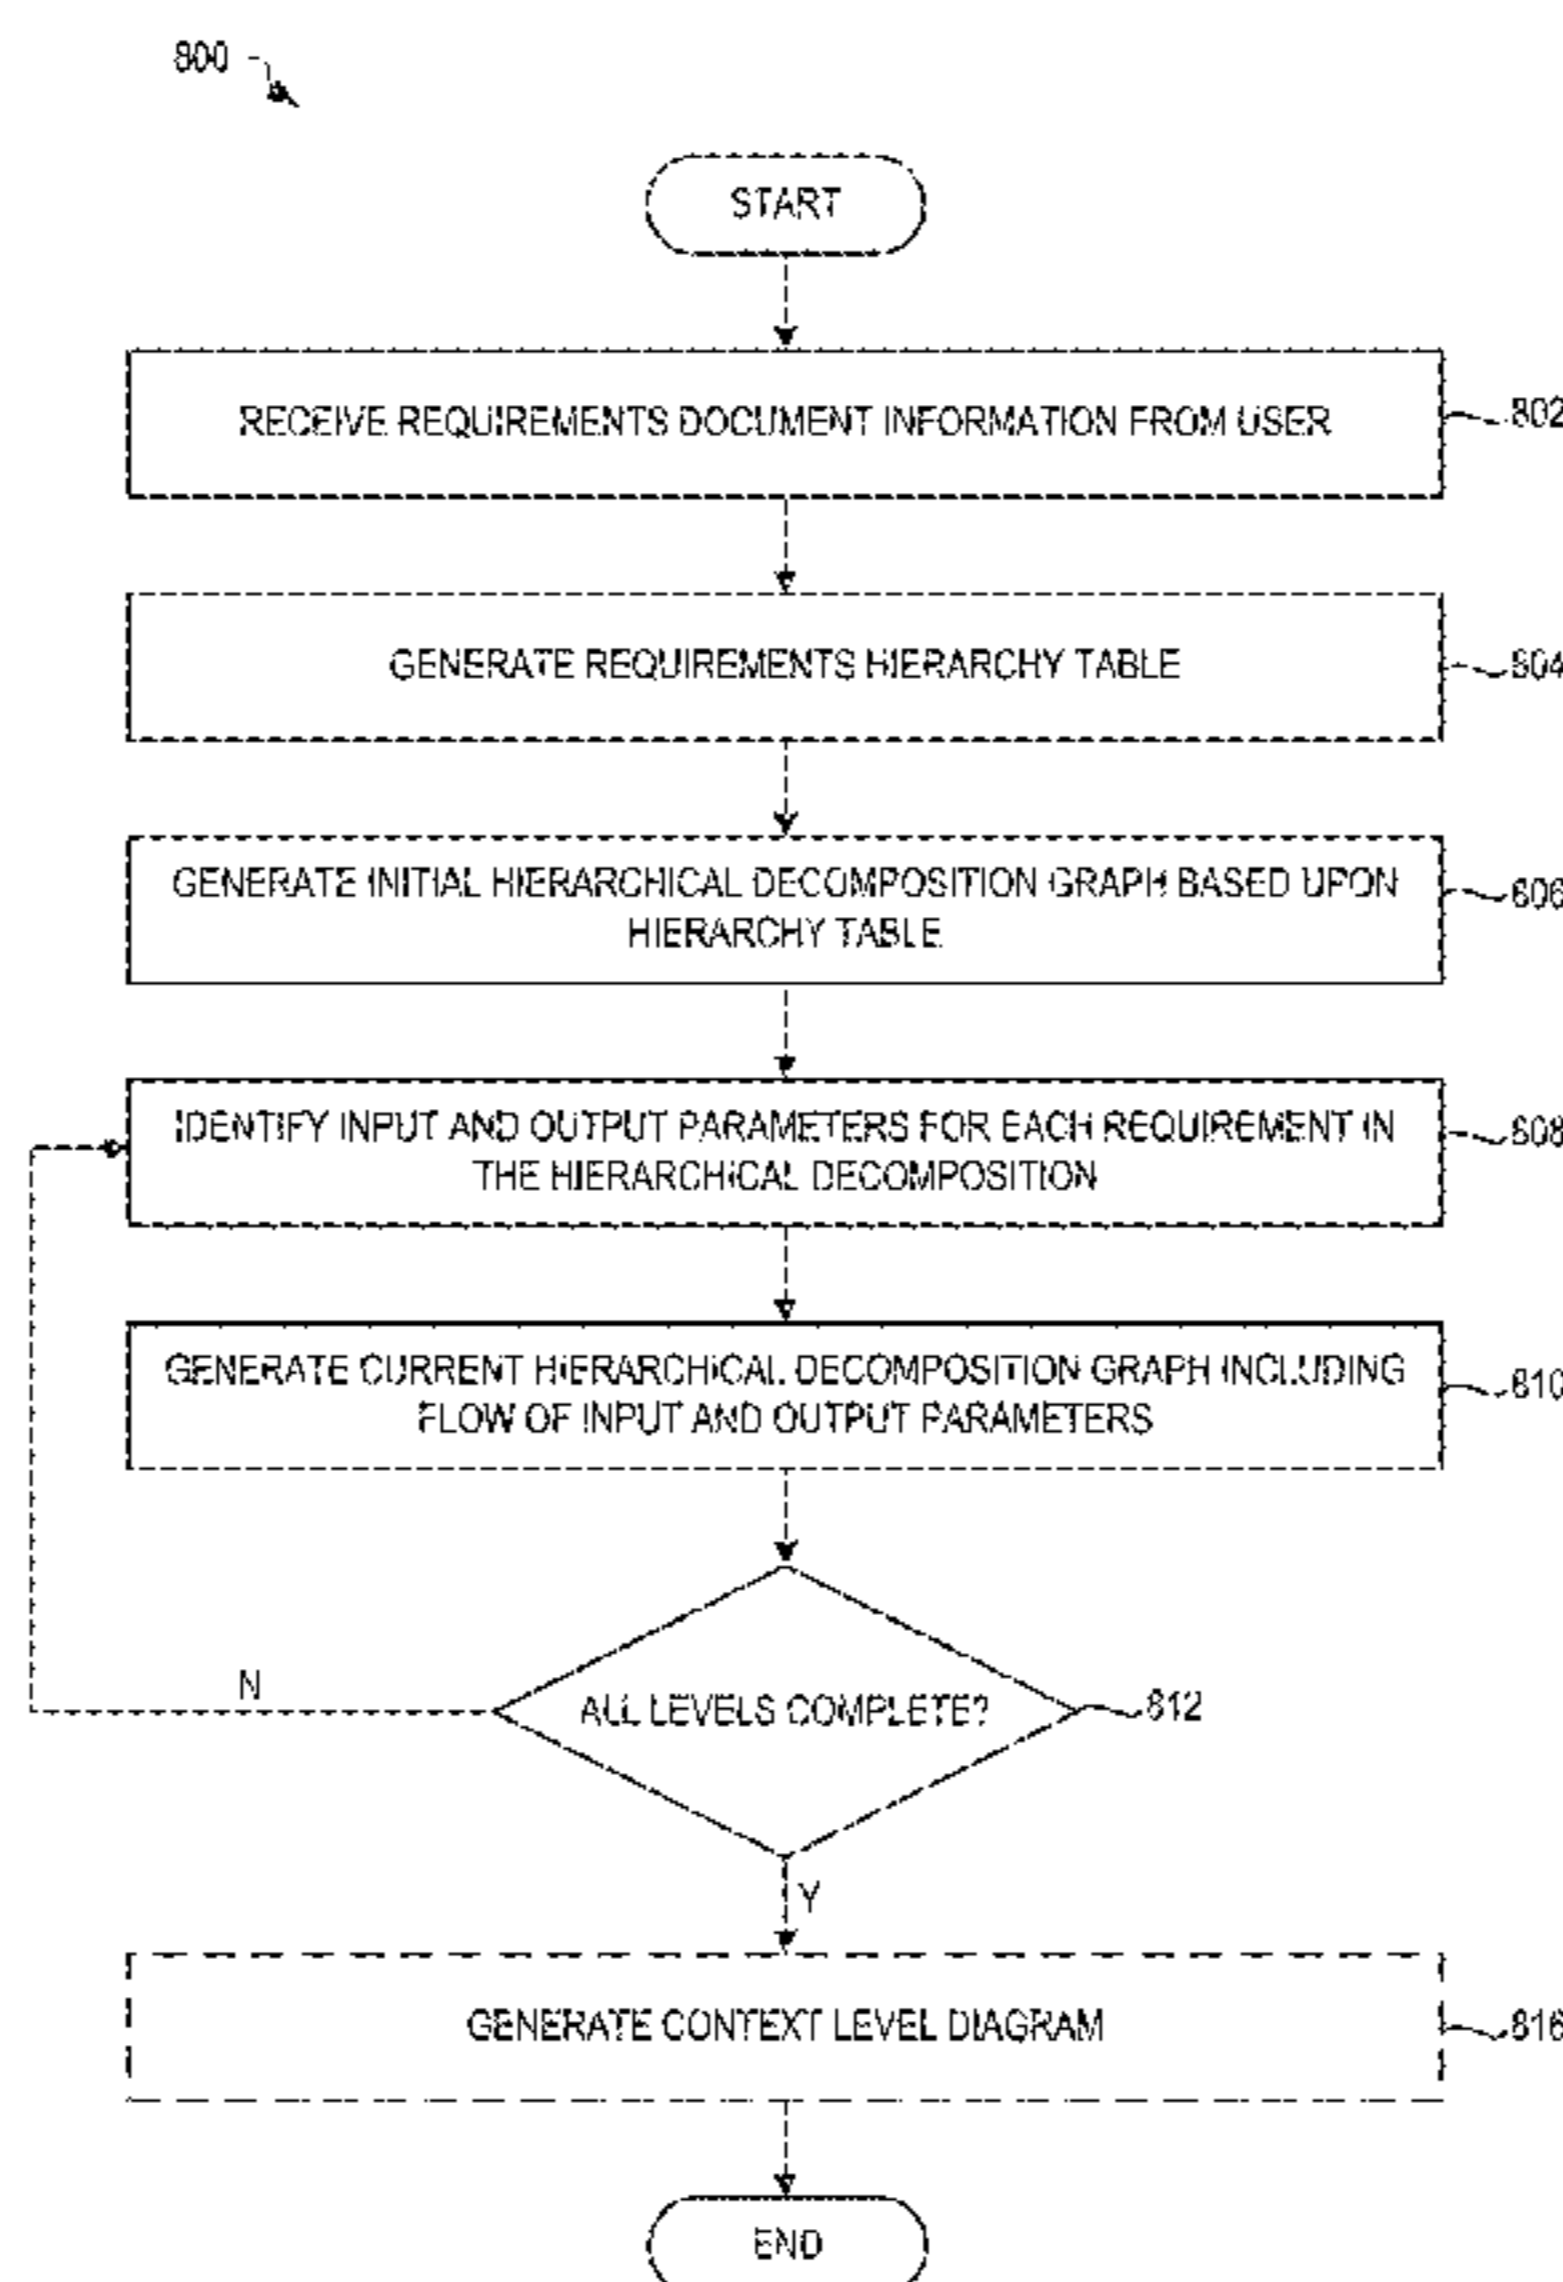 800
START
RECEIVE REQUIREMENTS DOCUMENT INFORMATION FROM USER
802
GENERATE REQUIREMENTS HIERARCHY TABLE
804
GENERATE INITIAL HIERARCHICAL DECOMPOSITION GRAPH BASED UPON
HIERARCHY TABLE
806
IDENTIFY INPUT AND OUTPUT PARAMETERS FOR EACH REQUIREMENT IN
THE HIERARCHICAL DECOMPOSITION
808
GENERATE CURRENT HIERARCHICAL DECOMPOSITION GRAPH INCLUDING
FLOW OF INPUT AND OUTPUT PARAMETERS
810
N
ALL LEVELS COMPLETE?
812
Y
GENERATE CONTEXT LEVEL DIAGRAM
816
END